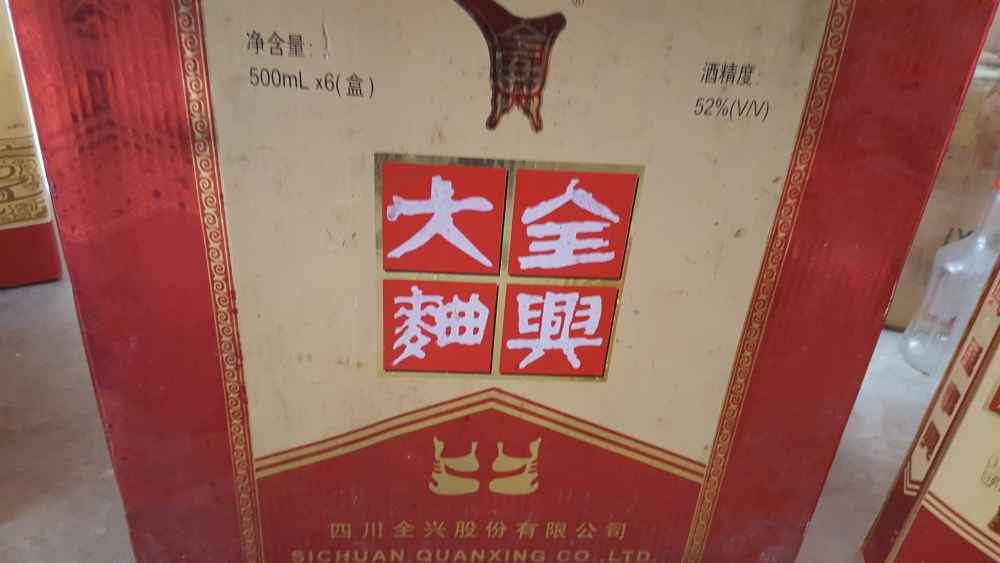 净含量:
500mL x6(盒)
®
酒精度:
52%(V/V)
全興
大麯
四川全兴股份有限公司
SICHUAN QUANXING CO.,LTD.